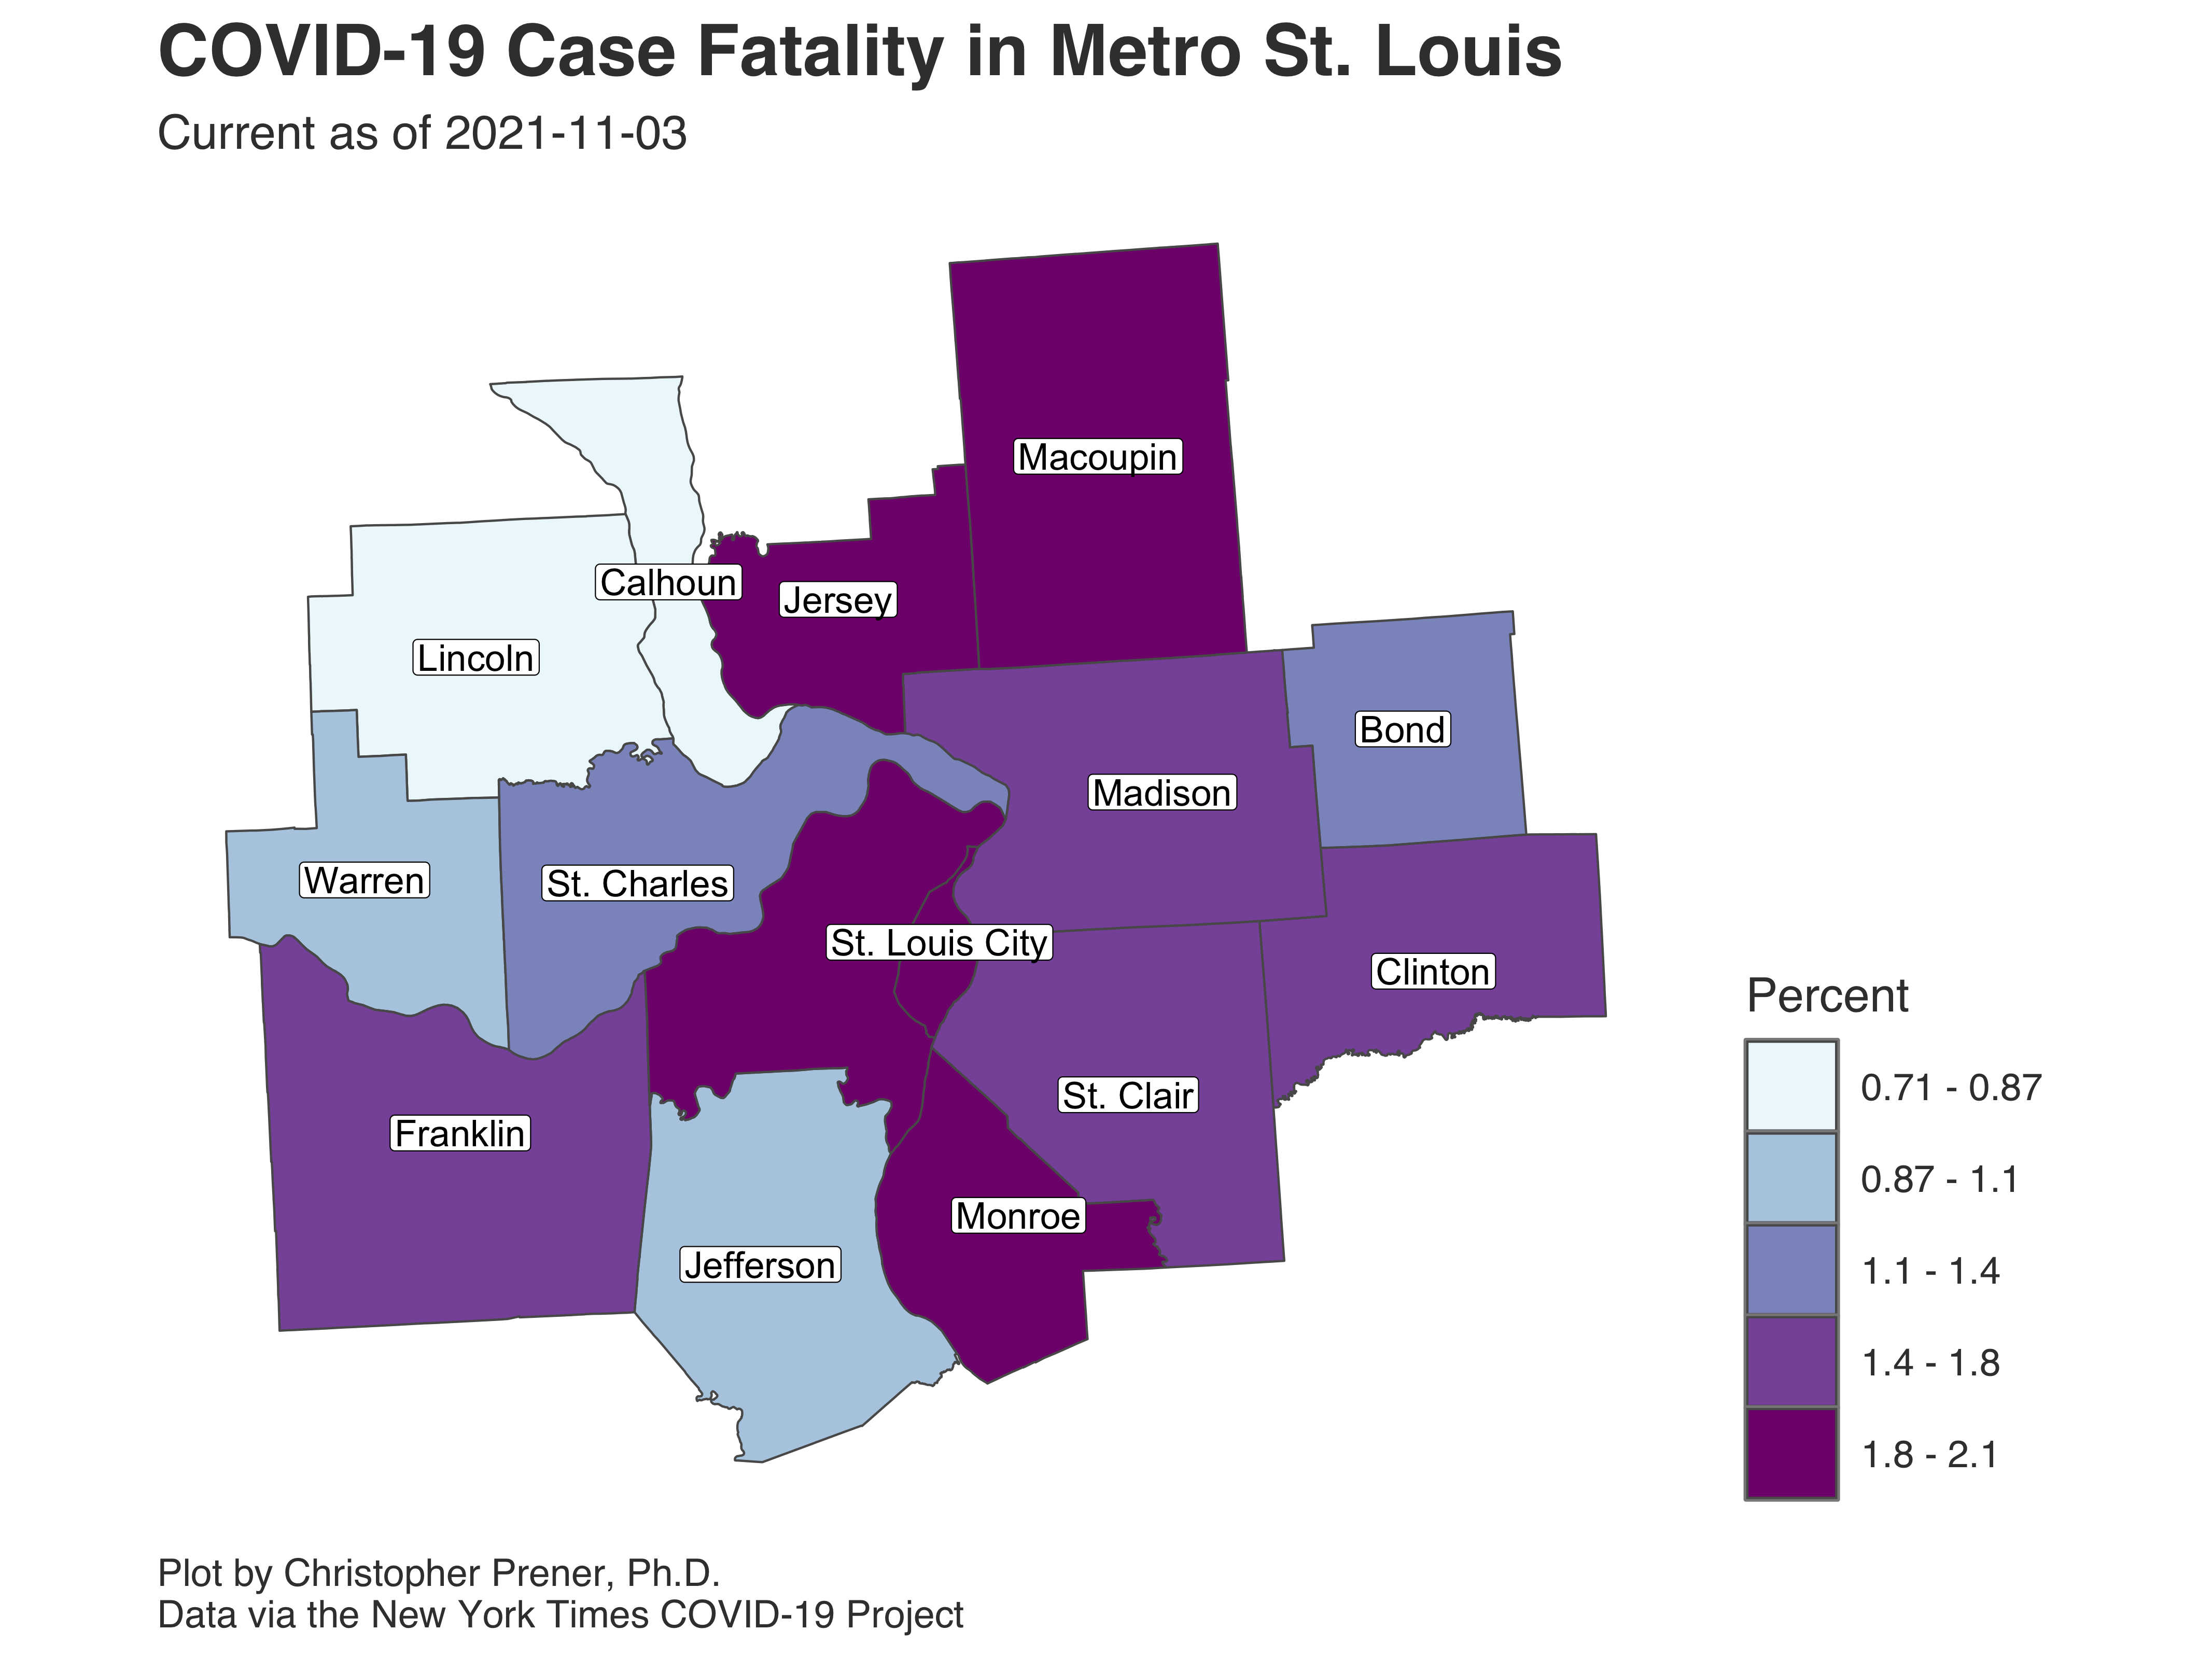 COVID-19 Case Fatality in Metro St. Louis
Current as of 2021-11-03
Macoupin
Calhoun
Jersey
Lincoln
Bond
Madison
Warren
St. Charles
St. Louis City
Clinton
St. Clair
Franklin
Monroe
Jefferson
Percent
0.71 - 0.87
0.87 - 1.1
1.1 - 1.4
1.4 - 1.8
1.8 - 2.1
Plot by Christopher Prener, Ph.D.
Data via the New York Times COVID-19 Project